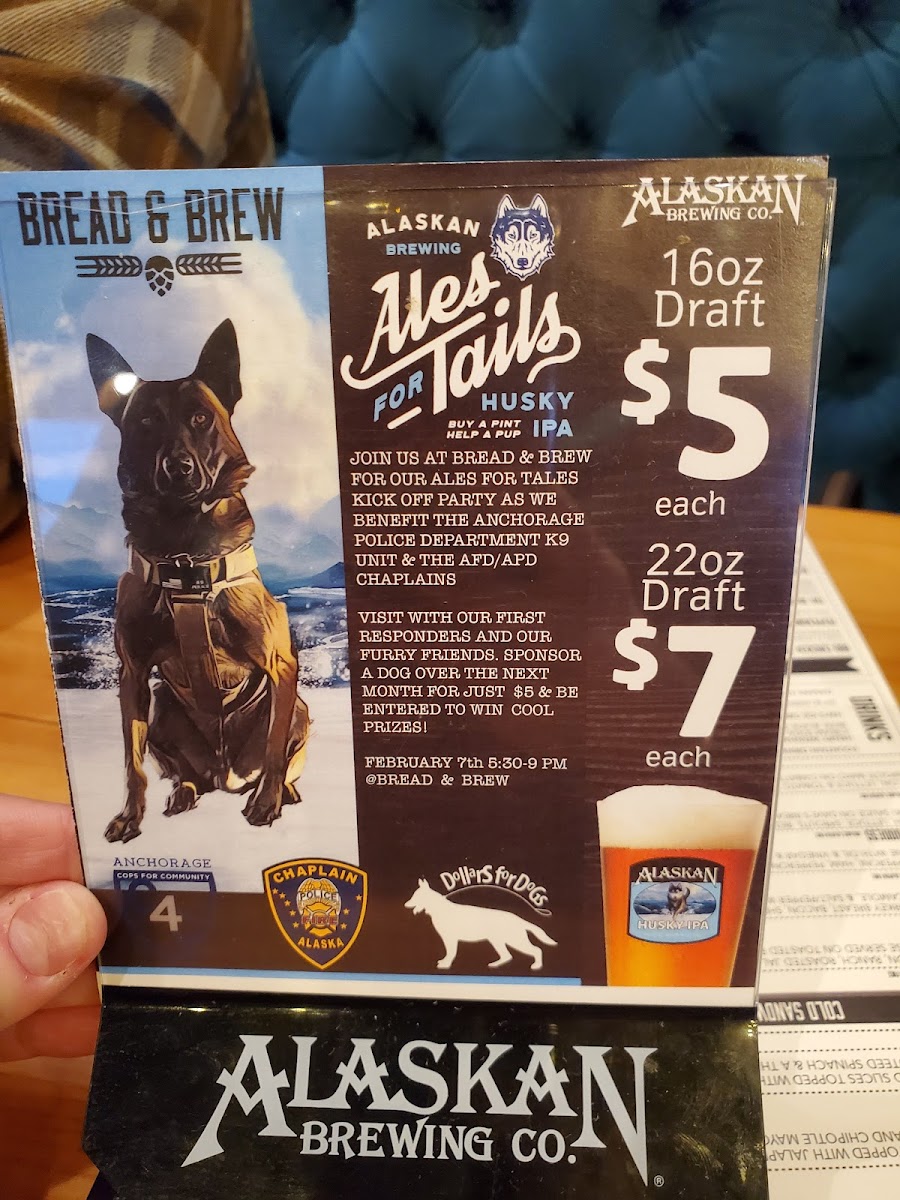 BREAD & BREW
ALASKAN
BREWING
Ales
FOR Tails
HUSKY
IPA
BUY A PINT
HELP A PUP
JOIN US AT BREAD & BREW
FOR OUR ALES FOR TALES
KICK OFF PARTY AS WE
BENEFIT THE ANCHORAGE
POLICE DEPARTMENT K9
UNIT & THE AFD/APD
CHAPLAINS
VISIT WITH OUR FIRST
RESPONDERS AND OUR
FURRY FRIENDS. SPONSOR
A DOG OVER THE NEXT
MONTH FOR JUST $5 & BE
ENTERED TO WIN COOL
PRIZES!
FEBRUARY 7th 5:30-9 PM
@BREAD & BREW
ALASKAN
BREWING CO.
16oz
Draft
$5
each
22oz
Draft
$7
each
ALASKAN
HUSKY IPA
ANCHORAGE
COPS FOR COMMUNITY
4
CHAPLAIN
POLICE
FIRE
ALASKA
Dollars for Dogs
ALASKAN
BREWING CO.
®
DRINKS
COLD SANDW